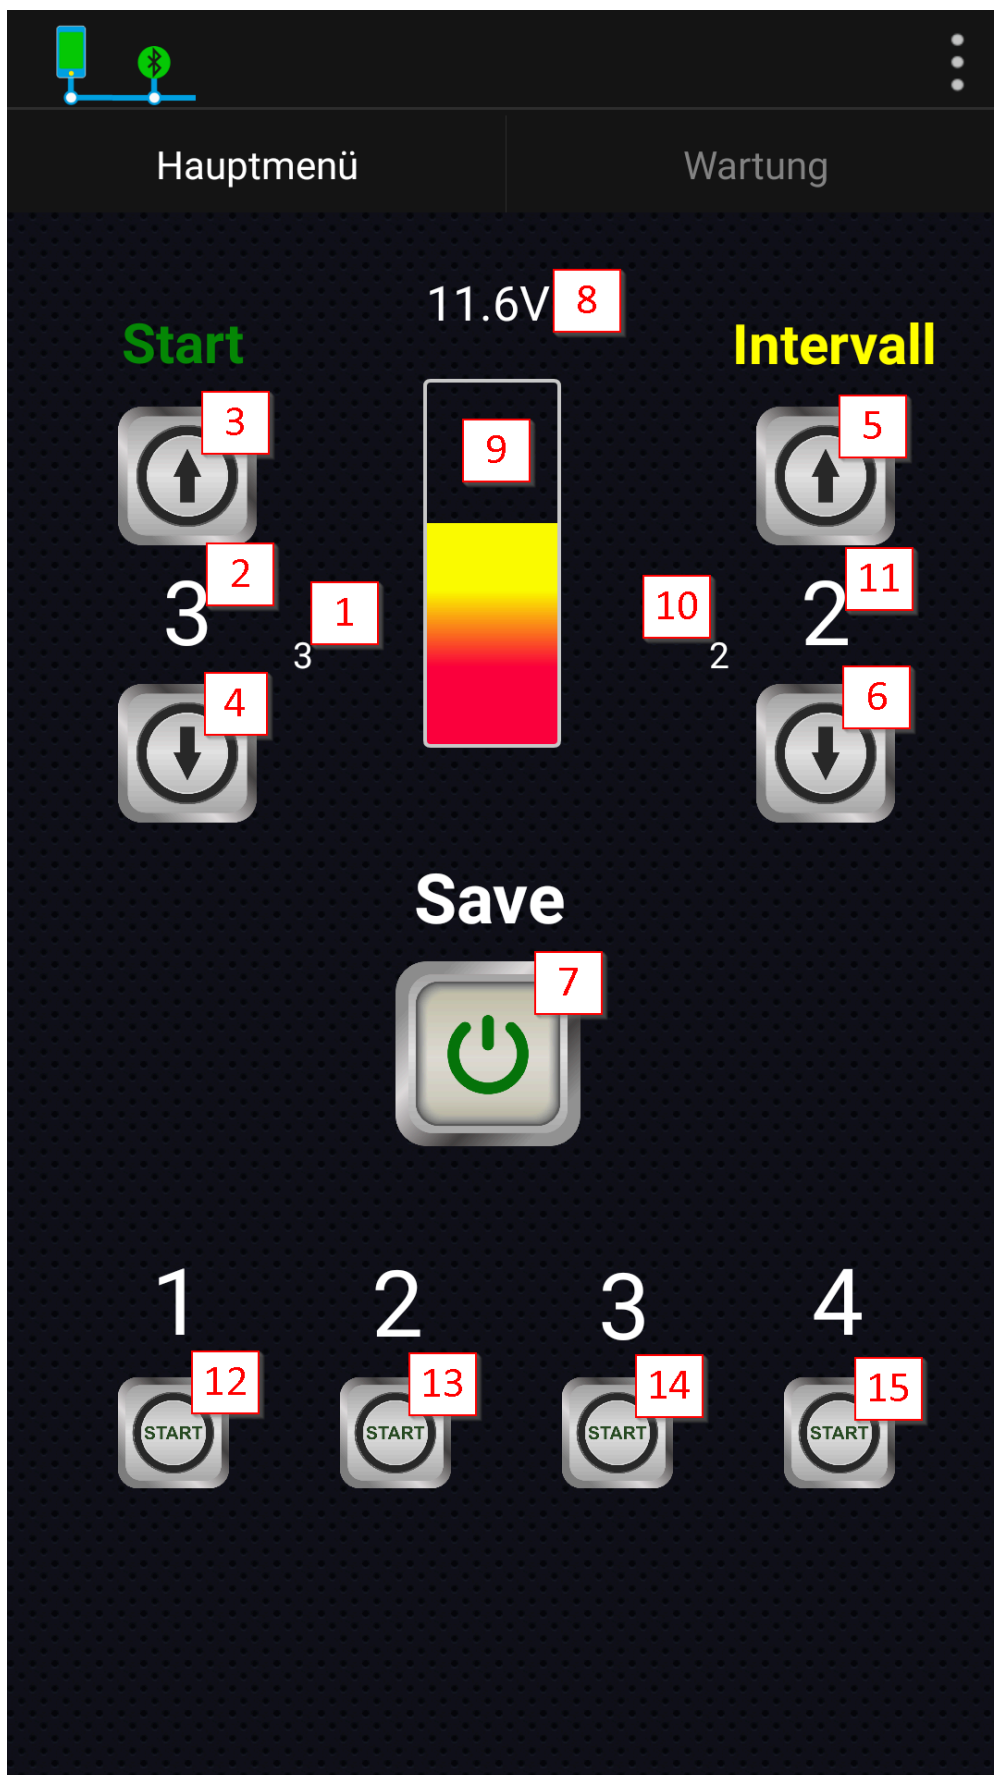 Hauptmenü Wartung
11.6V 8
Start Intervall
3 9 5
2 11
3 1 10 2
3 2
4 6
Save
7
1 2 3 4
12 13 14 15
START START START START